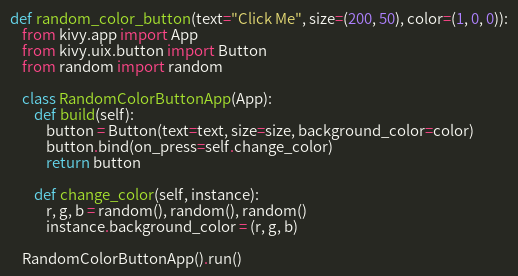 def random_color_button(text="Click Me", size=(200, 50), color=(1, 0, 0)):
from kivy.app import App
from kivy.uix.button import Button
from random import random
class RandomColorButtonApp(App):
def build(self):
button = Button(text=text, size=size, background_color=color)
button.bind(on_press=self.change_color)
return button
def change_color(self, instance):
r, g, b = random(), random(), random()
instance.background_color = (r, g, b)
RandomColorButtonApp().run()